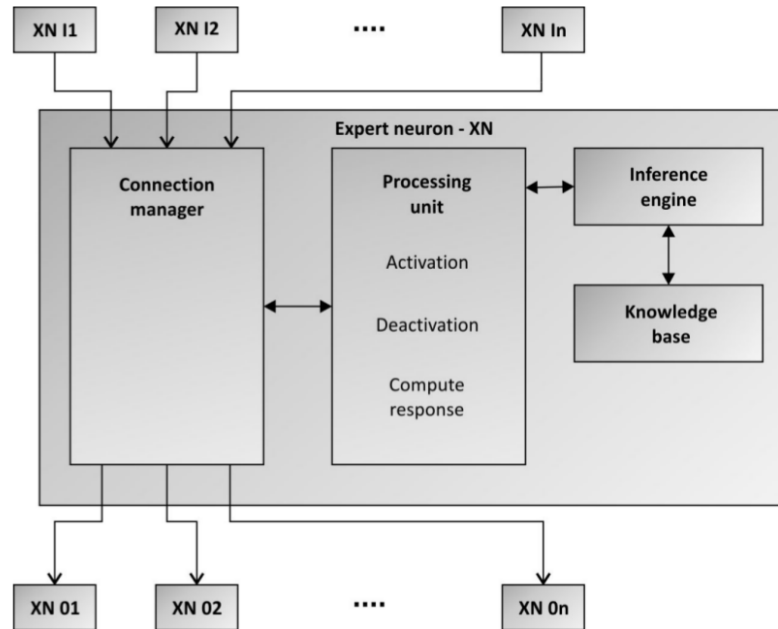 XN I1
XN I2
....
XN In
Expert neuron - XN
Connection
manager
Processing
unit
Activation
Deactivation
Compute
response
Inference
engine
Knowledge
base
XN 01
XN 02
....
XN 0n